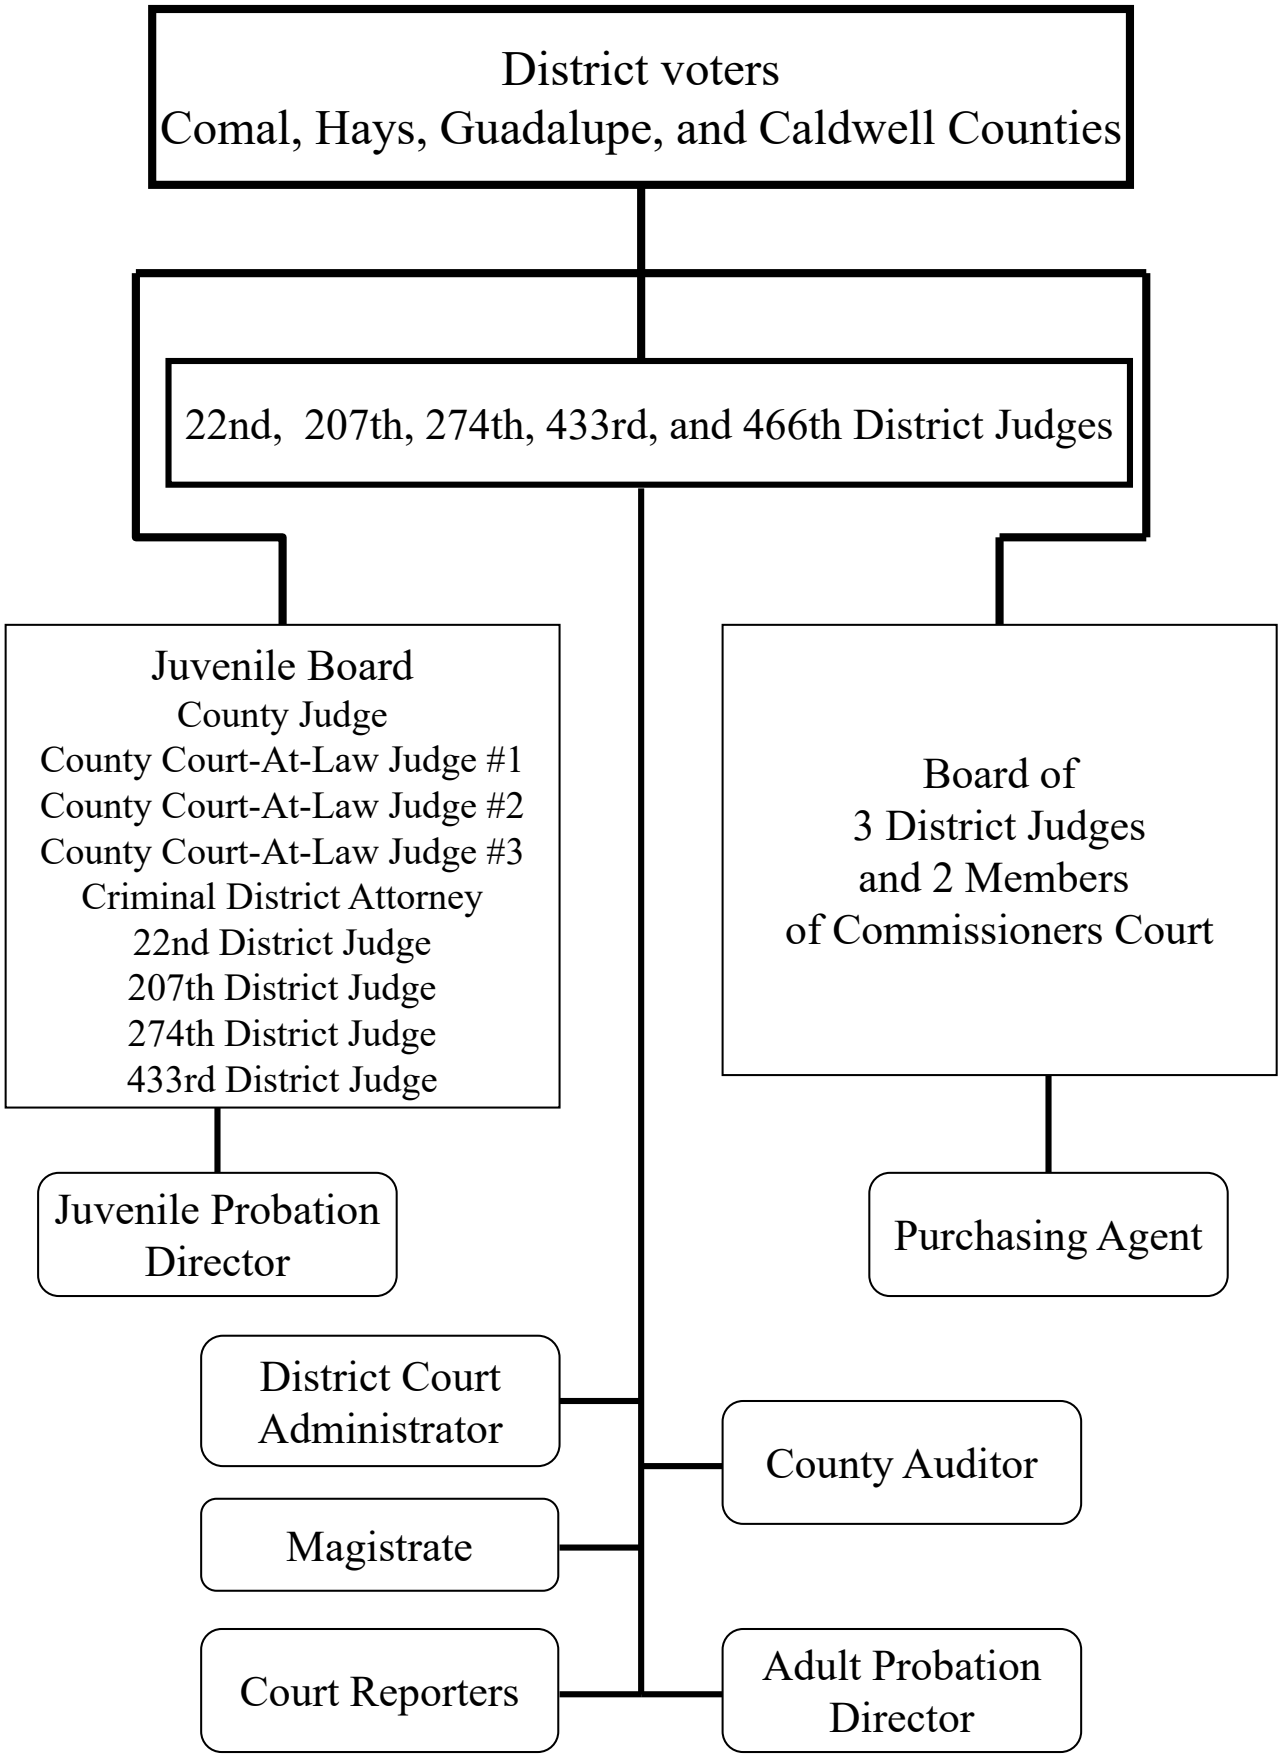 District voters
Comal, Hays, Guadalupe, and Caldwell Counties
22nd,  207th, 274th, 433rd, and 466th District Judges
Juvenile Board
County Judge
County Court-At-Law Judge #1
County Court-At-Law Judge #2
County Court-At-Law Judge #3
Criminal District Attorney
22nd District Judge
207th District Judge
274th District Judge
433rd District Judge
Board of
3 District Judges
and 2 Members
of Commissioners Court
Juvenile Probation
Director
Purchasing Agent
District Court
Administrator
County Auditor
Magistrate
Court Reporters
Adult Probation
Director